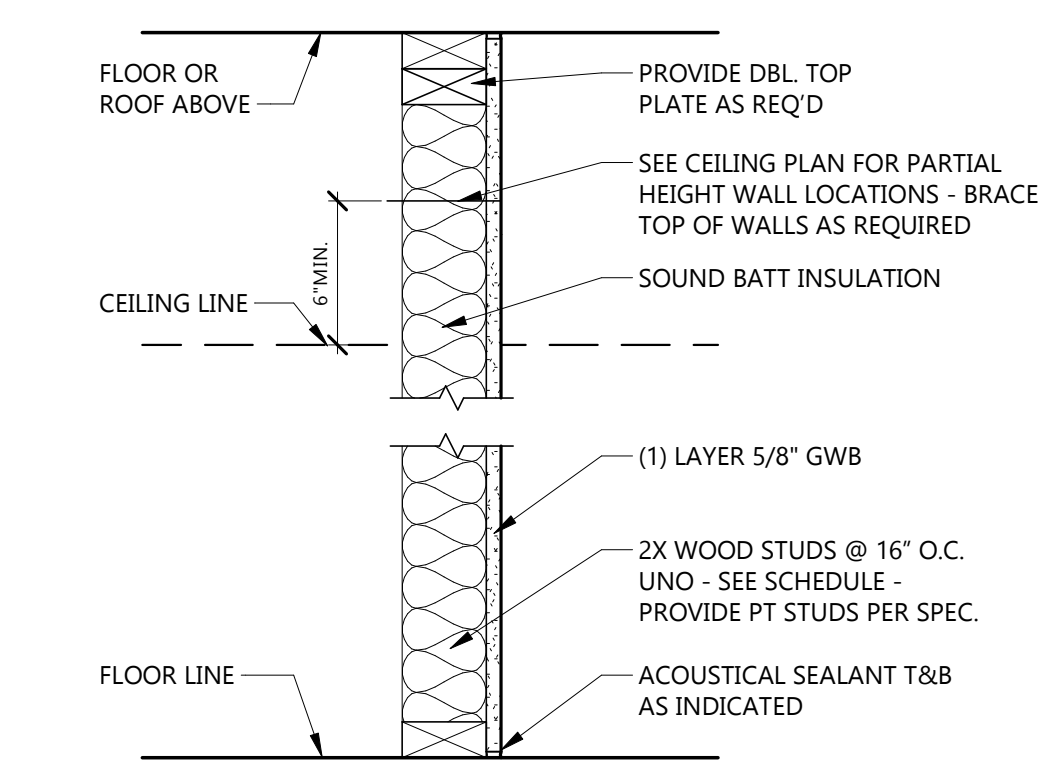 FLOOR OR
ROOF ABOVE
PROVIDE DBL. TOP
PLATE AS REQ'D
SEE CEILING PLAN FOR PARTIAL
HEIGHT WALL LOCATIONS - BRACE
TOP OF WALLS AS REQUIRED
6"MIN.
SOUND BATT INSULATION
CEILING LINE
(1) LAYER 5/8" GWB
2X WOOD STUDS @ 16” O.C.
UNO - SEE SCHEDULE -
PROVIDE PT STUDS PER SPEC.
FLOOR LINE
ACOUSTICAL SEALANT T&B
AS INDICATED